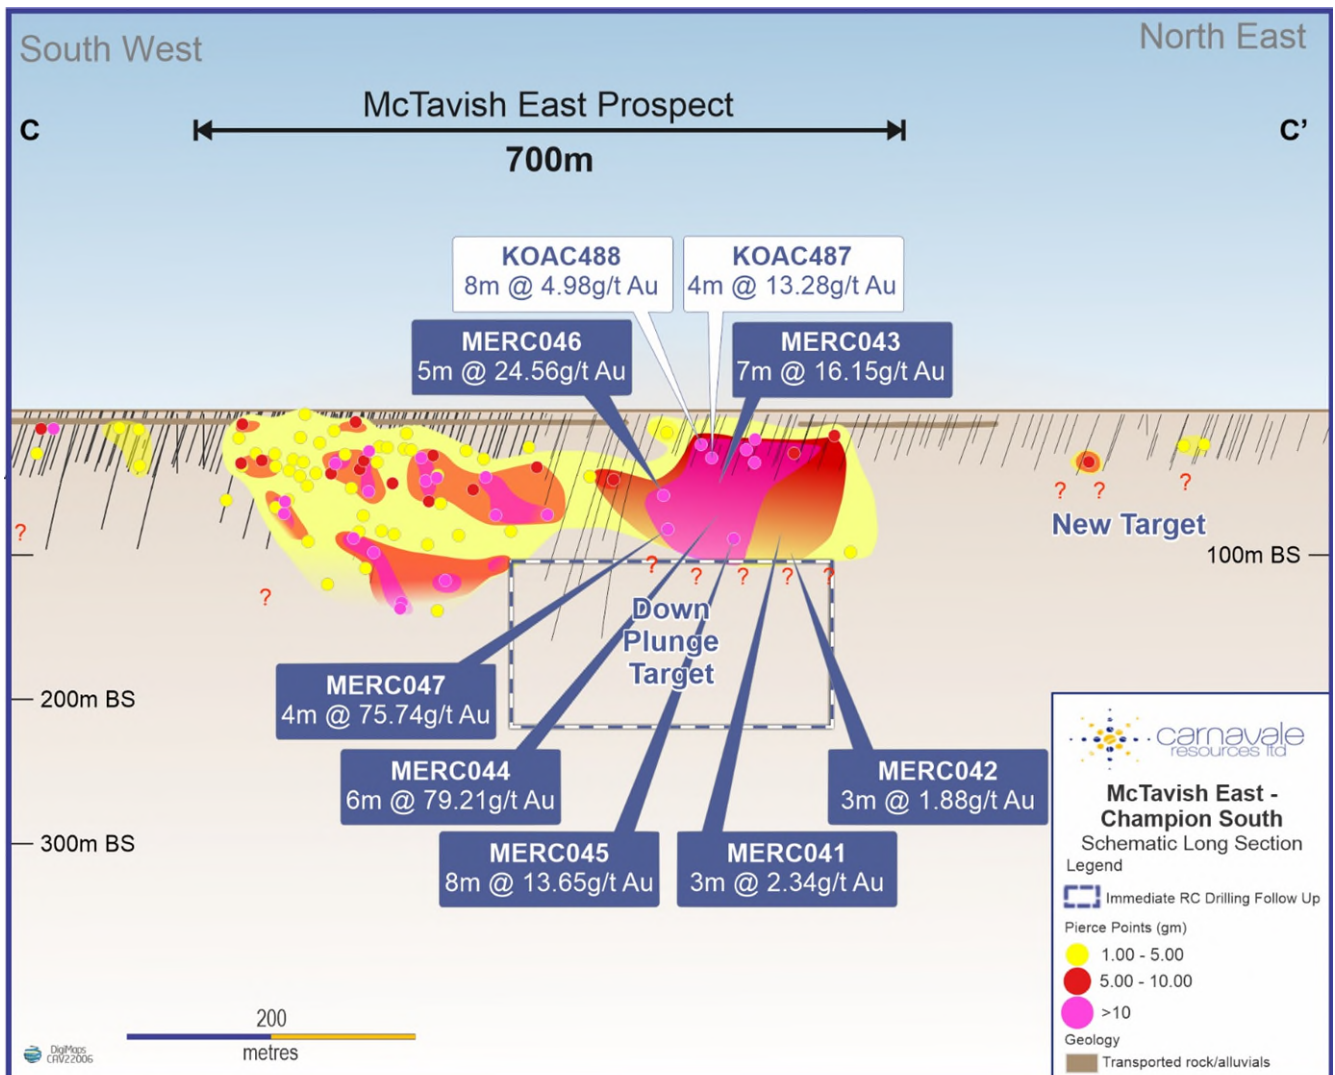 South West
North East
McTavish East Prospect
C
C'
700m
KOAC488
8m @ 4.98g/t Au
KOAC487
4m @ 13.28g/t Au
MERC046
5m @ 24.56g/t Au
MERC043
7m @ 16.15g/t Au
?
?
?
?
New Target
100m BS
?
?
?
?
?
?
Down
Plunge
Target
MERC047
4m @ 75.74g/t Au
200m BS
MERC044
6m @ 79.21g/t Au
MERC042
3m @ 1.88g/t Au
MERC045
8m @ 13.65g/t Au
MERC041
3m @ 2.34g/t Au
300m BS
200
metres
DigiMaps
CAV22006
carnavale
resources ltd
McTavish East -
Champion South
Schematic Long Section
Legend
Immediate RC Drilling Follow Up
Pierce Points (gm)
1.00 - 5.00
5.00 - 10.00
>10
Geology
Transported rock/alluvials